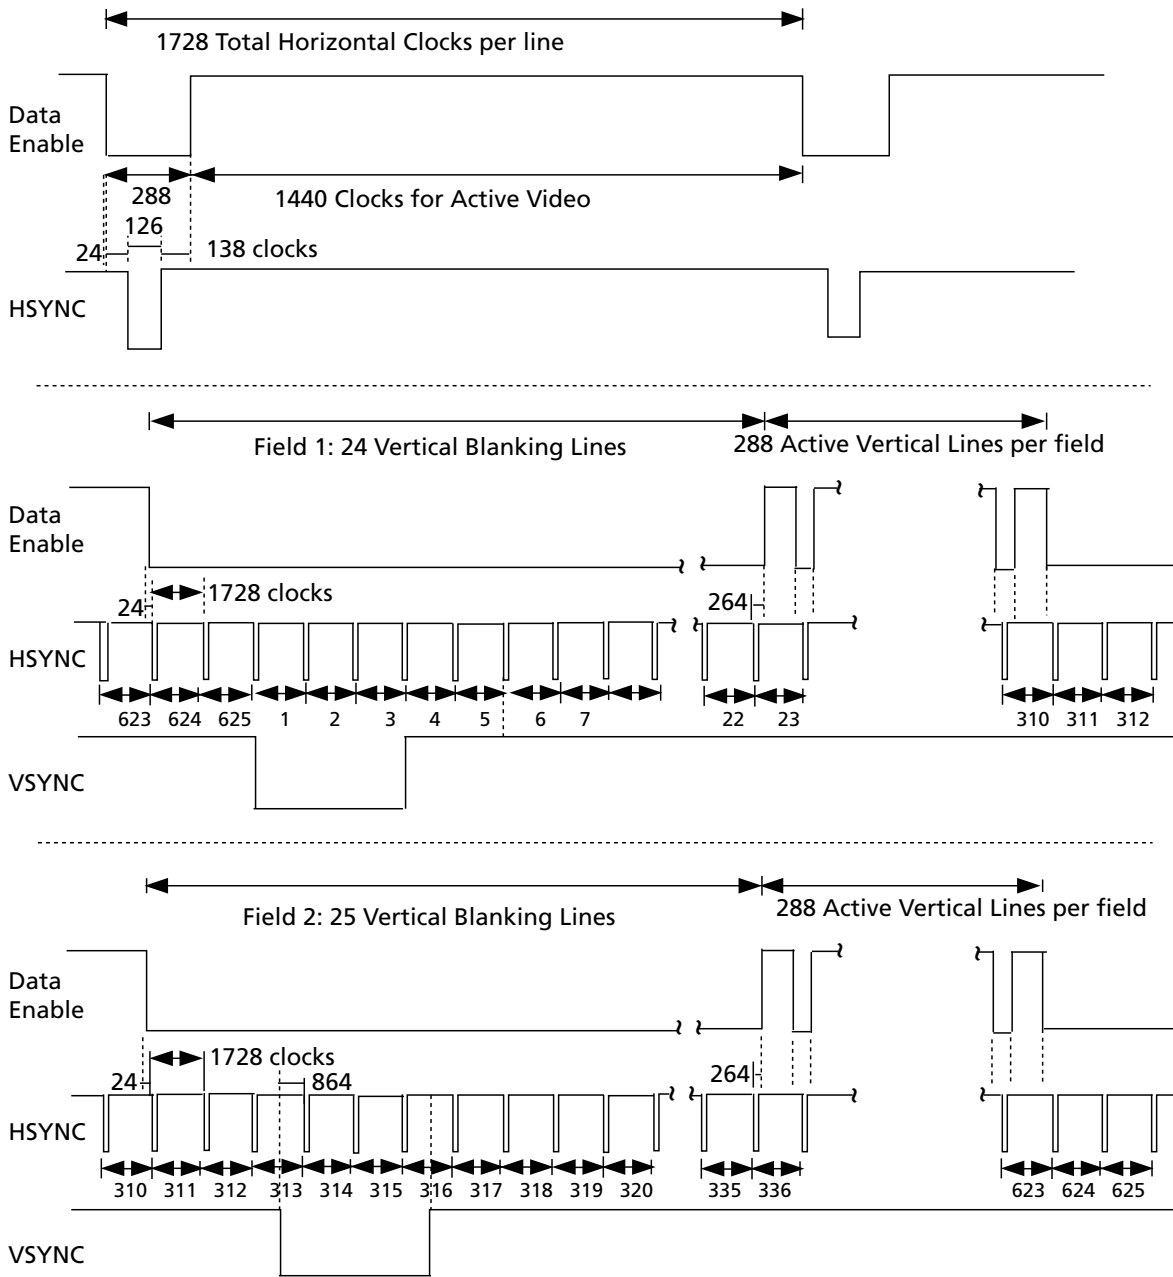 1728 Total Horizontal Clocks per line
Data
Enable
288
1440 Clocks for Active Video
126
24
138 clocks
HSYNC
Field 1: 24 Vertical Blanking Lines
288 Active Vertical Lines per field
Data
Enable
24
1728 clocks
264
HSYNC
623 624 625 1 2 3 4 5 6 7 22 23 310 311 312
VSYNC
Field 2: 25 Vertical Blanking Lines
288 Active Vertical Lines per field
Data
Enable
24
1728 clocks
864
264
HSYNC
310 311 312 313 314 315 316 317 318 319 320 335 336 623 624 625
VSYNC